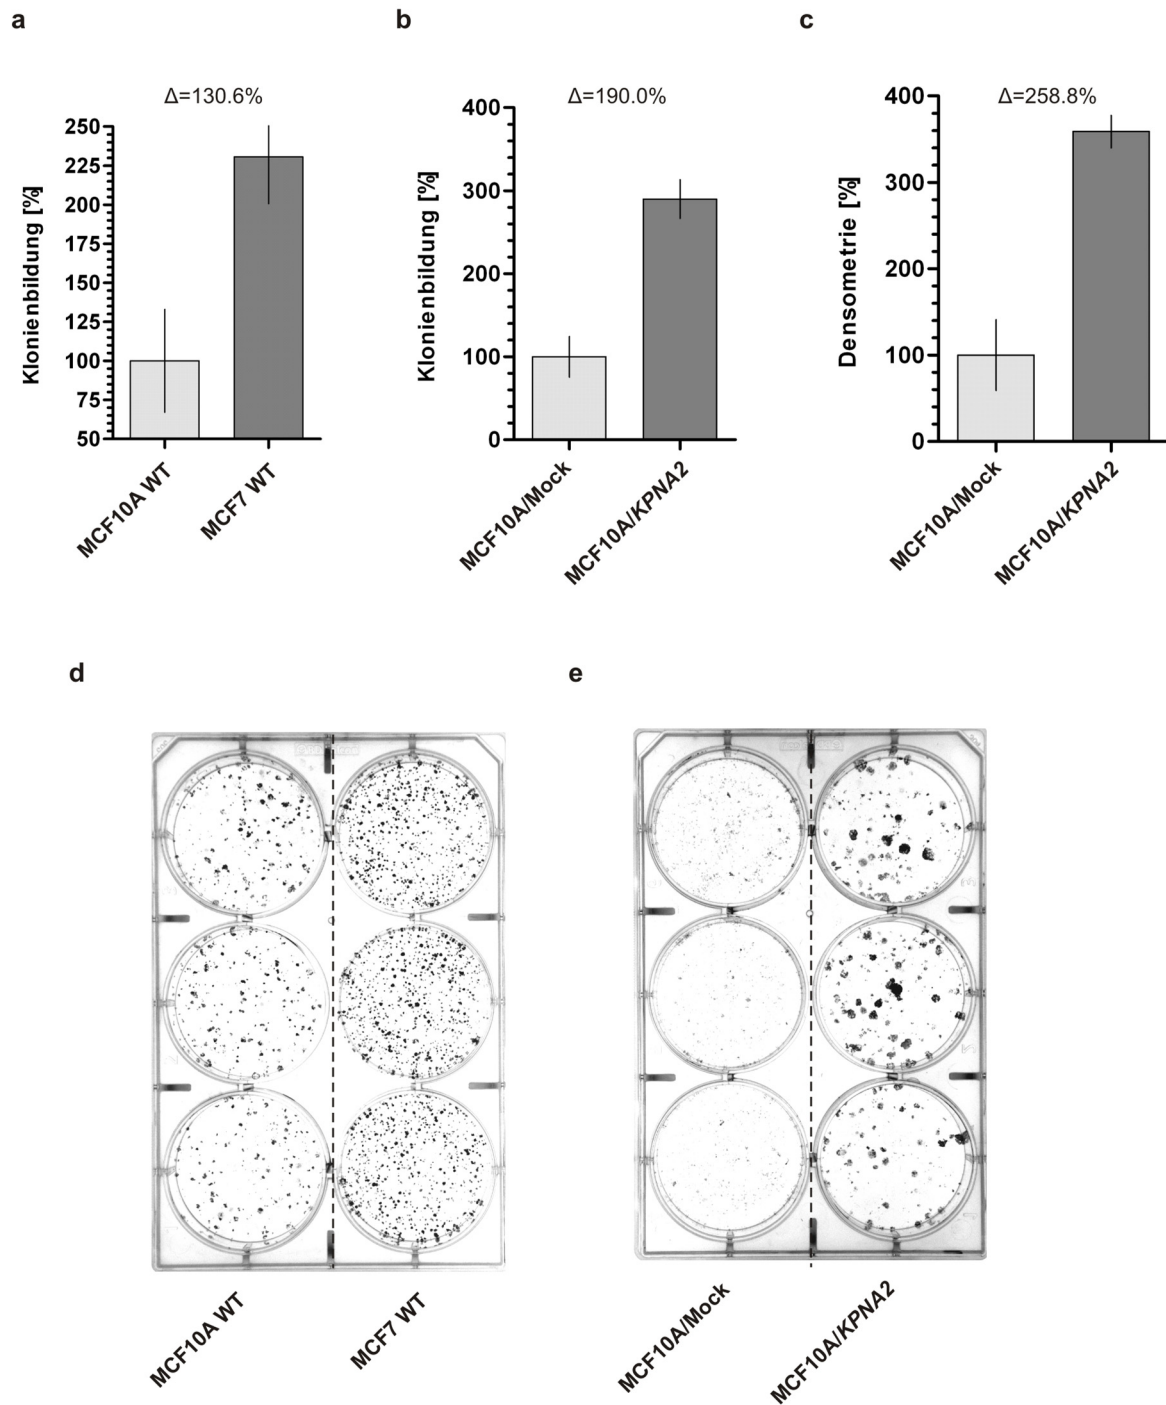 a
b
c
Δ=130.6%
Δ=190.0%
Δ=258.8%
Klonienbildung [%]
250
225
200
175
150
125
100
75
50
MCF10A WT
MCF7 WT
Klonienbildung [%]
400
300
200
100
0
MCF10A/Mock
MCF10A/KPNA2
Densometrie [%]
400
300
200
100
0
MCF10A/Mock
MCF10A/KPNA2
d
e
MCF10A WT
MCF7 WT
MCF10A/Mock
MCF10A/KPNA2